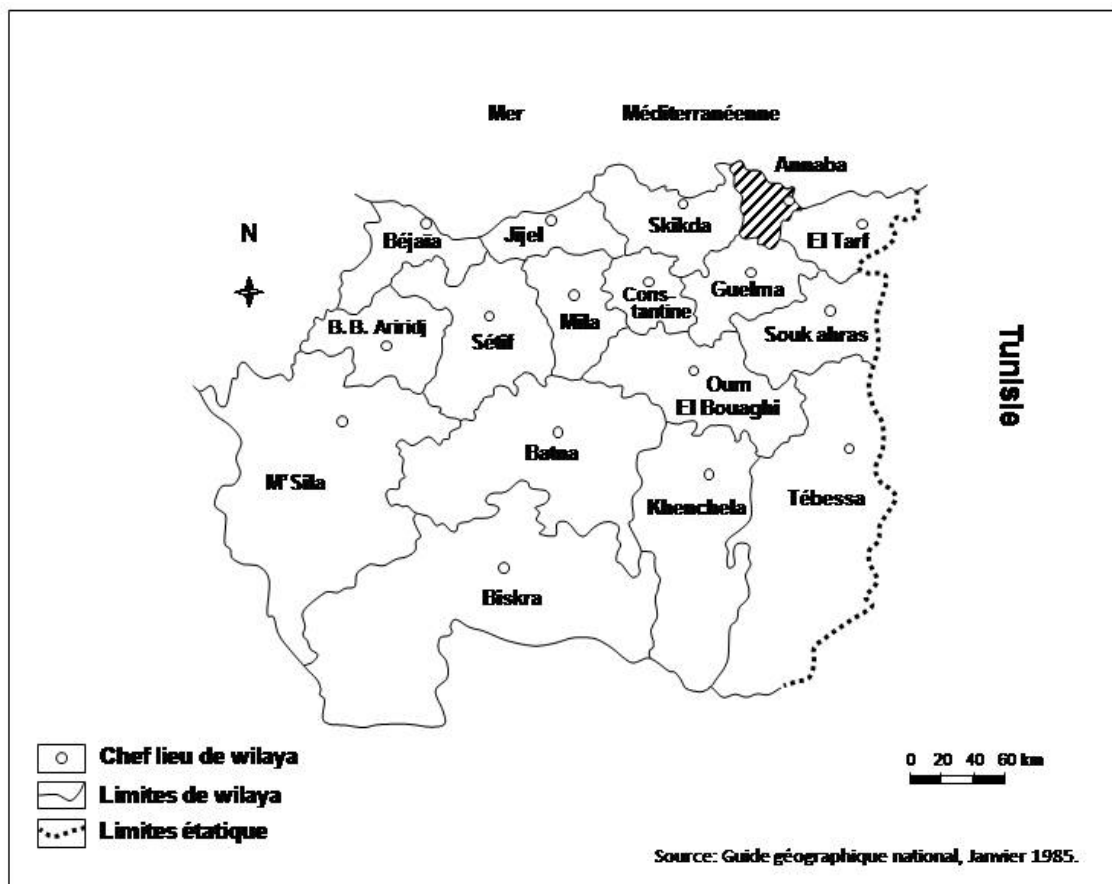 Mer Méditerranéenne
Annaba
Skikda
Jijel
Béjaïa
El Tarf
N
Guelma
Cons-
tantine
Mila
Sétif
B. B. Ariridj
Souk ahras
Tunisie
Oum
El Bouaghi
Batna
M'Sila
Khenchela
Tébessa
Biskra
Chef lieu de wilaya
Limites de wilaya
Limites étatique
0 20 40 60 km
Source: Guide géographique national, Janvier 1985.